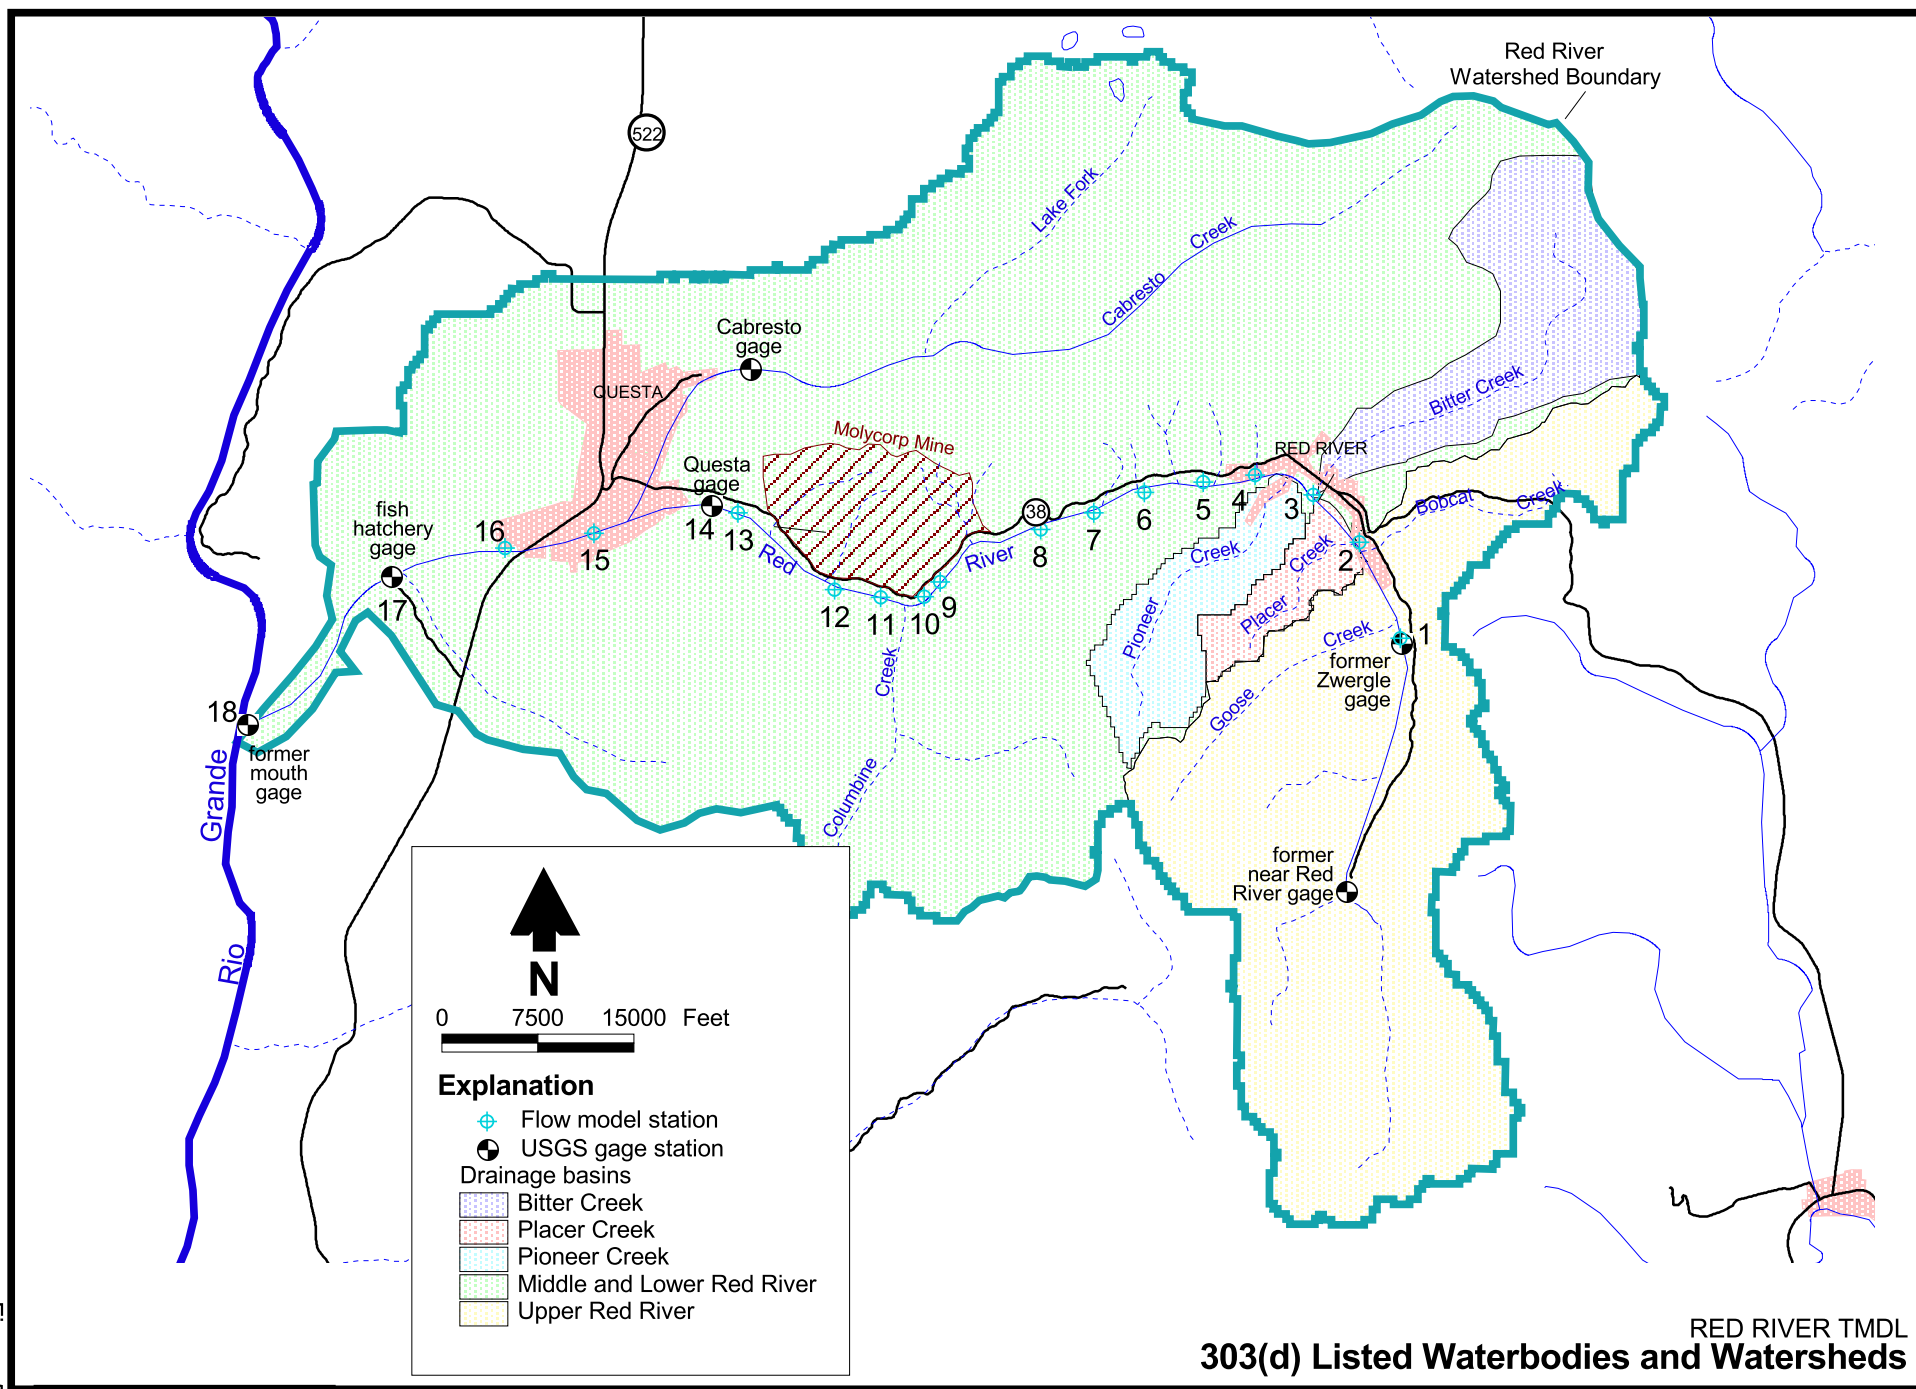 Red River
Watershed Boundary
522
Lake Fork
Creek
Cabresto
Cabresto
gage
QUESTA
Bitter Creek
Molycorp Mine
RED RIVER
Questa
gage
fish
hatchery
gage
16
15
14
13
Red
12
11
10
9
River
38
8
7
6
5
4
3
2
1
Bobcat
Creek
Creek
Pioneer
Creek
Placer
Creek
Goose
former
Zwergle
gage
17
18
former
mouth
gage
Creek
Columbine
Grande
Rio
former
near Red
River gage
N
0 7500 15000 Feet
Explanation
Flow model station
USGS gage station
Drainage basins
Bitter Creek
Placer Creek
Pioneer Creek
Middle and Lower Red River
Upper Red River
RED RIVER TMDL
303(d) Listed Waterbodies and Watersheds